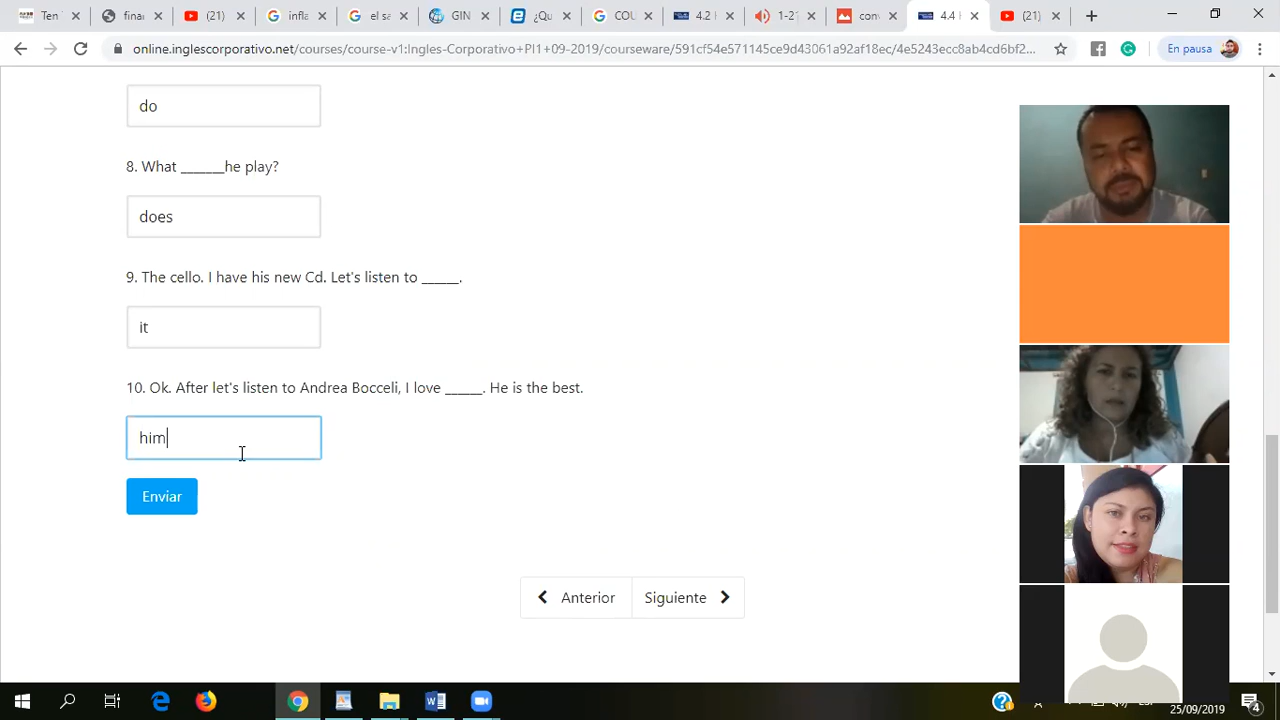 Ten
(21)
infla
el sa
GIN
¿Qu
COU
4.2
1-2
con
4.4
(21)
online.inglescorporativo.net/courses/course-v1:Ingles-Corporativo+PI1+09-2019/courseware/591cf54e571145ce9d43061a92af18ec/4e5243ecc8ab4cd6bf2...
En pausa
do
8. What _______he play?
does
9. The cello. I have his new Cd. Let's listen to ______.
it
10. Ok. After let's listen to Andrea Bocceli, I love ______. He is the best.
him
Enviar
Anterior
Siguiente
25/09/2019
4